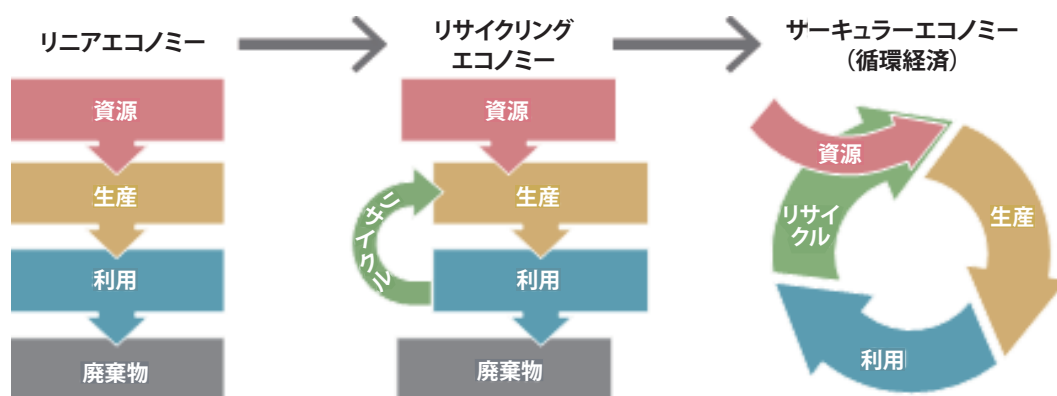 リニアエコノミー
リサイクリング
エコノミー
サーキュラーエコノミー
（循環経済）
資源
生産
利用
廃棄物
資源
生産
リサイクル
利用
廃棄物
資源
リサイ
クル
生産
利用